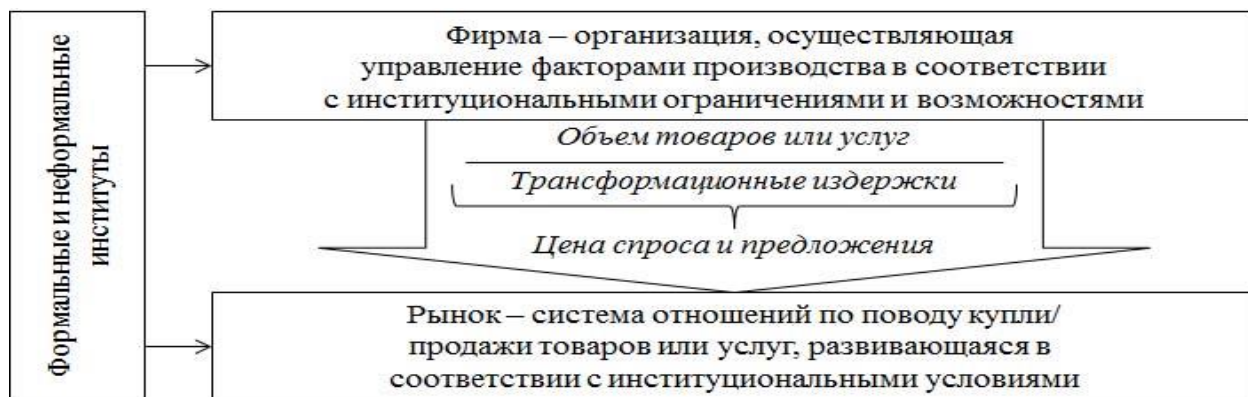 Формальные и неформальные
институты
Фирма – организация, осуществляющая
управление факторами производства в соответствии
с институциональными ограничениями и возможностями
Объем товаров или услуг
Трансформационные издержки
Цена спроса и предложения
Рынок – система отношений по поводу купли/
продажи товаров или услуг, развивающаяся в
соответствии с институциональными условиями